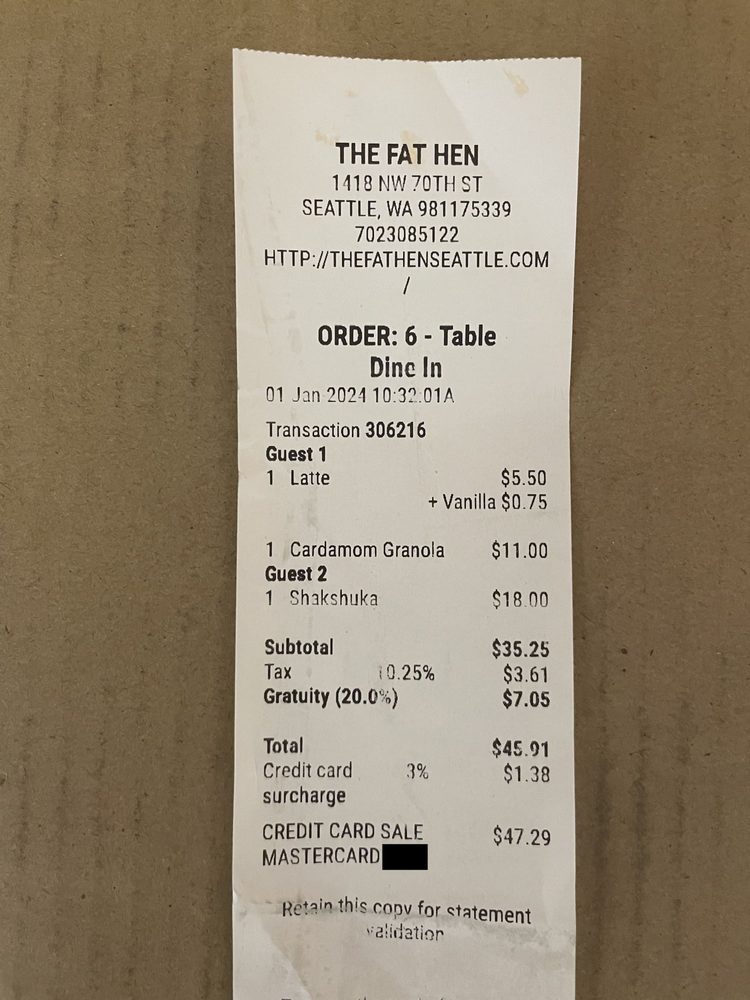 THE FAT HEN
1418 NW 70TH ST
SEATTLE, WA 981175339
7023085122
HTTP://THEFATHENSEATTLE.COM
/
ORDER: 6 - Table
Dine In
01 Jan 2024 10:32:01A
Transaction 306216
Guest 1
1 Latte $5.50
+ Vanilla $0.75
1 Cardamom Granola $11.00
Guest 2
1 Shakshuka $18.00
Subtotal $35.25
Tax 10.25% $3.61
Gratuity (20.0%) $7.05
Total $45.91
Credit card 3% $1.38
surcharge
CREDIT CARD SALE $47.29
MASTERCARD
Retain this copy for statement
validation